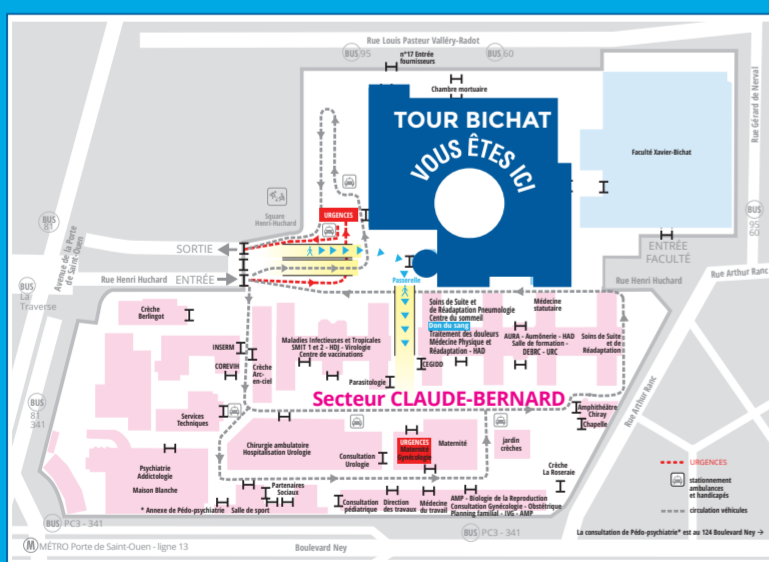 Rue Louis Pasteur Valléry-Radot
BUS 95
n°17 Entrée
fournisseurs
BUS 60
Chambre mortuaire
TOUR BICHAT
VOUS ÊTES ICI
Faculté Xavier-Bichat
Rue Gérard de Nerval
BUS
95
60
Square
Henri-Huchard
URGENCES
BUS
81
Avenue de la Porte
de Saint-Ouen
SORTIE
ENTRÉE
FACULTÉ
Rue Henri Huchard
ENTRÉE
Passerelle
Rue Henri Huchard
Rue Arthur Ranc
BUS
La
Traverse
Crèche
Berlingot
Soins de Suite et
de Réadaptation Pneumologie
Centre du sommeil
Don du sang
Traitement des douleurs
Médecine Physique et
Réadaptation - HAD
Médecine
statutaire
INSERM
COREVIH
Crèche
Arc-
en-ciel
Maladies Infectieuses et Tropicales
SMIT 1 et 2 - HDJ - Virologie
Centre de vaccinations
AURA - Aumônerie - HAD
Salle de formation -
DEBRC - URC
Soins de Suite
et de
Réadaptation
CEGDD
Parasitologie
Secteur CLAUDE-BERNARD
BUS
81
341
Services
Techniques
Amphithéâtre
Chiray
Chapelle
Rue Arthur Rant
Chirurgie ambulatoire
Hospitalisation Urologie
Consultation
Urologie
URGENCES
Maternité
Gynécologie
Maternité
Jardin
crèches
Psychiatrie
Addictologie
Maison Blanche
Crèche
La Roseraie
URGENCES
stationnement
ambulances
et handicapés
circulation véhicules
* Annexe de Pédo-psychiatrie
Salle de sport
Partenaires
Sociaux
Consultation
pédiatrique
Direction
des travaux
Médecine
du travail
AMP - Biologie de la Reproduction
Consultation Gynécologie - Obstétrique
Planning familial - IVG - AMP
BUS PC3 - 341
BUS PC3 - 341
La consultation de Pédo-psychiatrie* est au 124 Boulevard Ney →
M MÉTRO Porte de Saint-Ouen - ligne 13
Boulevard Ney